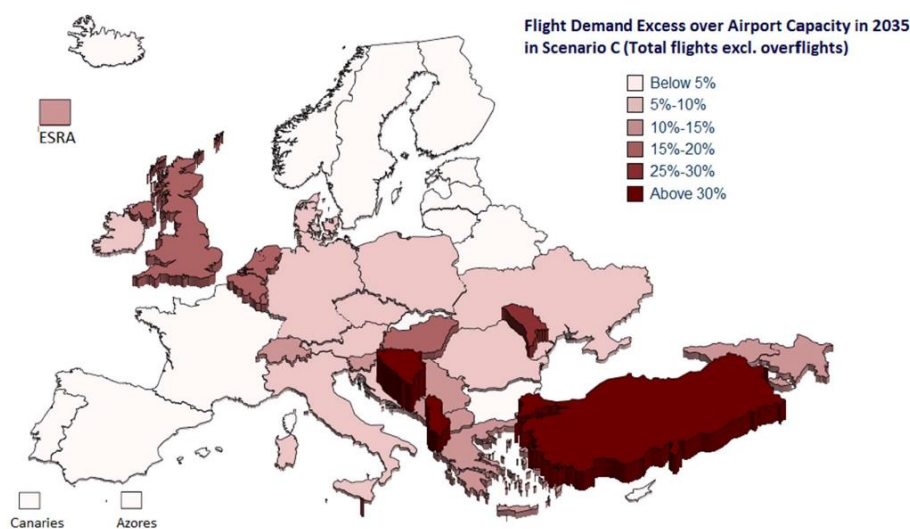 Flight Demand Excess over Airport Capacity in 2035
in Scenario C (Total flights excl. overflights)
Below 5%
5%-10%
10%-15%
15%-20%
25%-30%
Above 30%
ESRA
Canaries
Azores